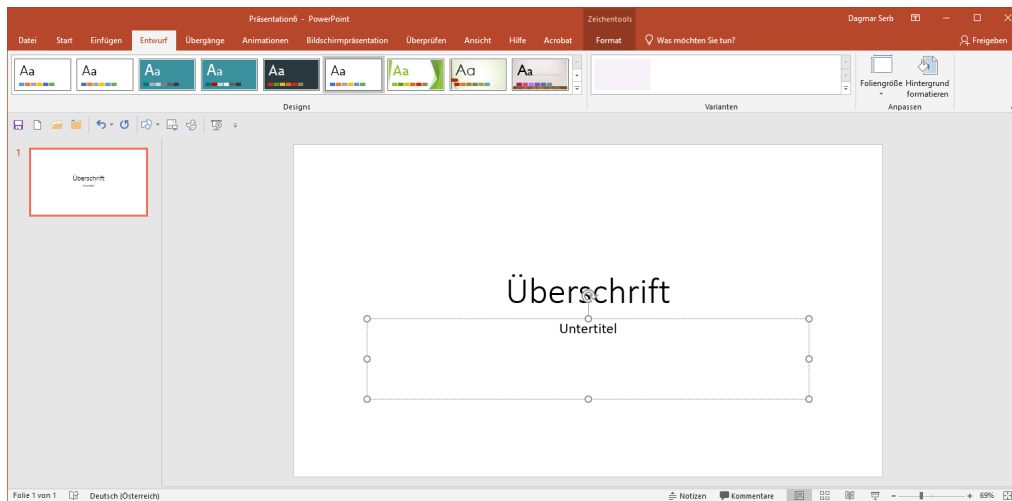 Präsentation6 - PowerPoint
Zeichentools
Dagmar Serb
Datei Start Einfügen Entwurf Übergänge Animationen Bildschirmpräsentation Überprüfen Ansicht Hilfe Acrobat Format Was möchten Sie tun? Freigeben
Aa Aa Aa Aa Aa Aa Aa Aa Aa
Foliengröße Hintergrund
formatieren
Designs Varianten Anpassen
1
Überschrift
Überschrift
Untertitel
Folie 1 von 1 Deutsch (Österreich) Notizen Kommentare 69%